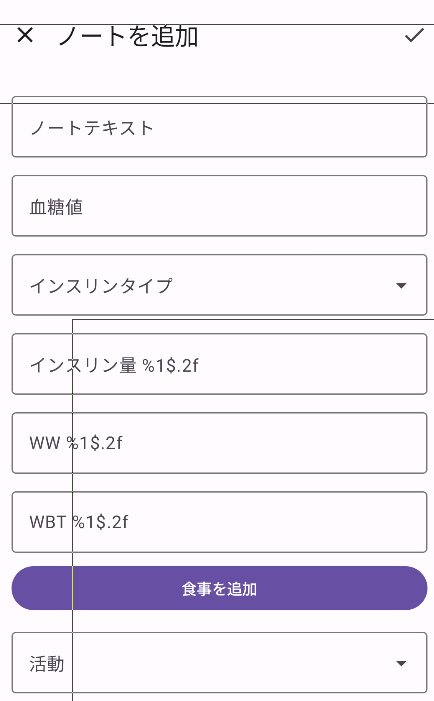 ノートを追加
ノートテキスト
血糖値
インスリンタイプ
インスリン量 %1$.2f
WW %1$.2f
WBT %1$.2f
食事を追加
活動